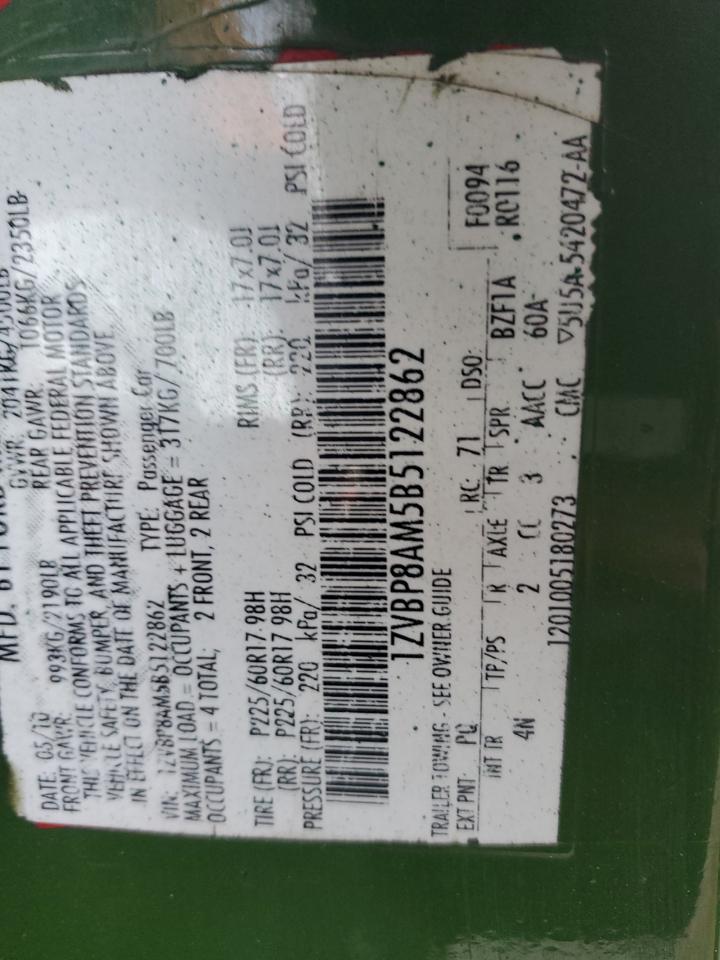 MFD. BY FORD
DATE: 05/10 GVWR: 2041KG/4500LB
FRONT GAWR: 993KG/2190LB REAR GAWR: 1066KG/2350LB
THIS VEHICLE CONFORMS TO ALL APPLICABLE FEDERAL MOTOR
VEHICLE SAFETY, BUMPER, AND THEFT PREVENTION STANDARDS
IN EFFECT ON THE DATE OF MANUFACTURE SHOWN ABOVE
VIN: 1ZVBP8AM5B5122862 TYPE: Passenger Car
MAXIMUM LOAD = OCCUPANTS + LUGGAGE = 317KG/700LB
OCCUPANTS = 4 TOTAL; 2 FRONT, 2 REAR
TIRE (FR): P225/60R17 98H RIMS (FR): 17x7.0J
(RR): P225/60R17 98H (RR): 17x7.0J
PRESSURE (FR): 220 kPa/ 32 PSI COLD (RR): 220 kPa/ 32 PSI COLD
1ZVBP8AM5B5122862
TRAILER TOWING - SEE OWNER GUIDE
EXT PNT: PQ RC: 71 DSO: F0094
INT TR TP/PS R AXLE TR SPR BZF1A R0116
4N 2 CC 3 AACC 60A
1201005180273 CMC ▽5U5A-5420472-AA